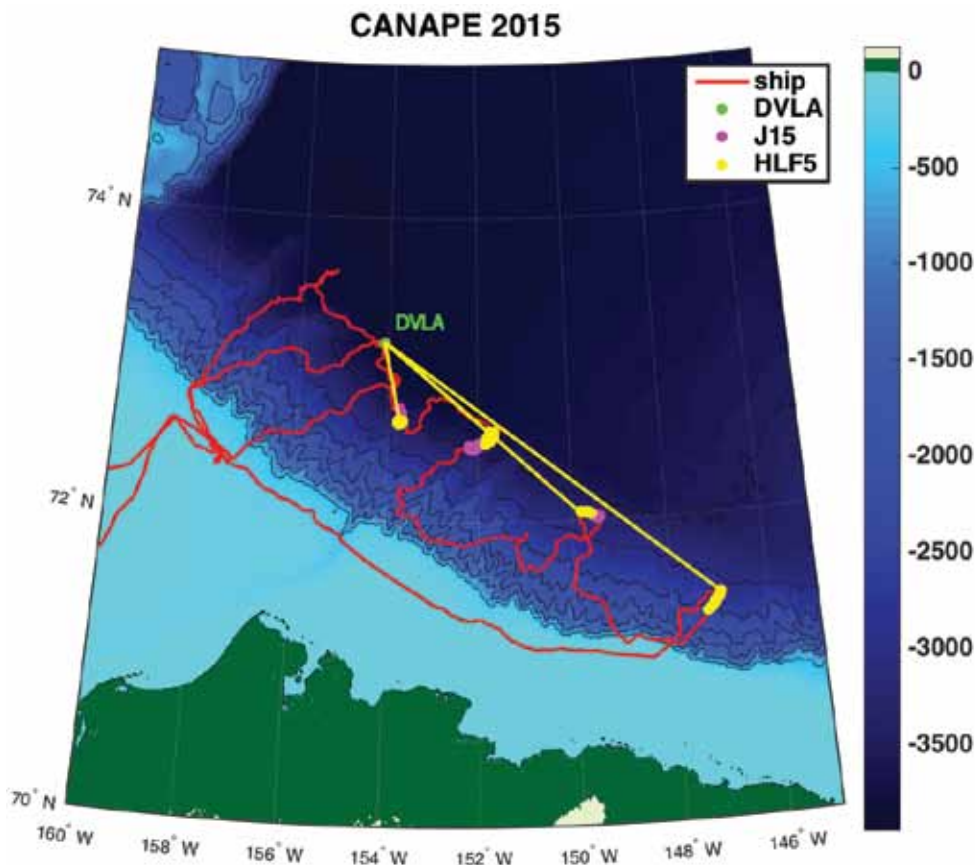 CANAPE 2015
ship
DVLA
J15
HLF5
0
-500
-1000
-1500
-2000
-2500
-3000
-3500
74° N
DVLA
72° N
70° N
160° W
158° W
156° W
154° W
152° W
150° W
148° W
146° W